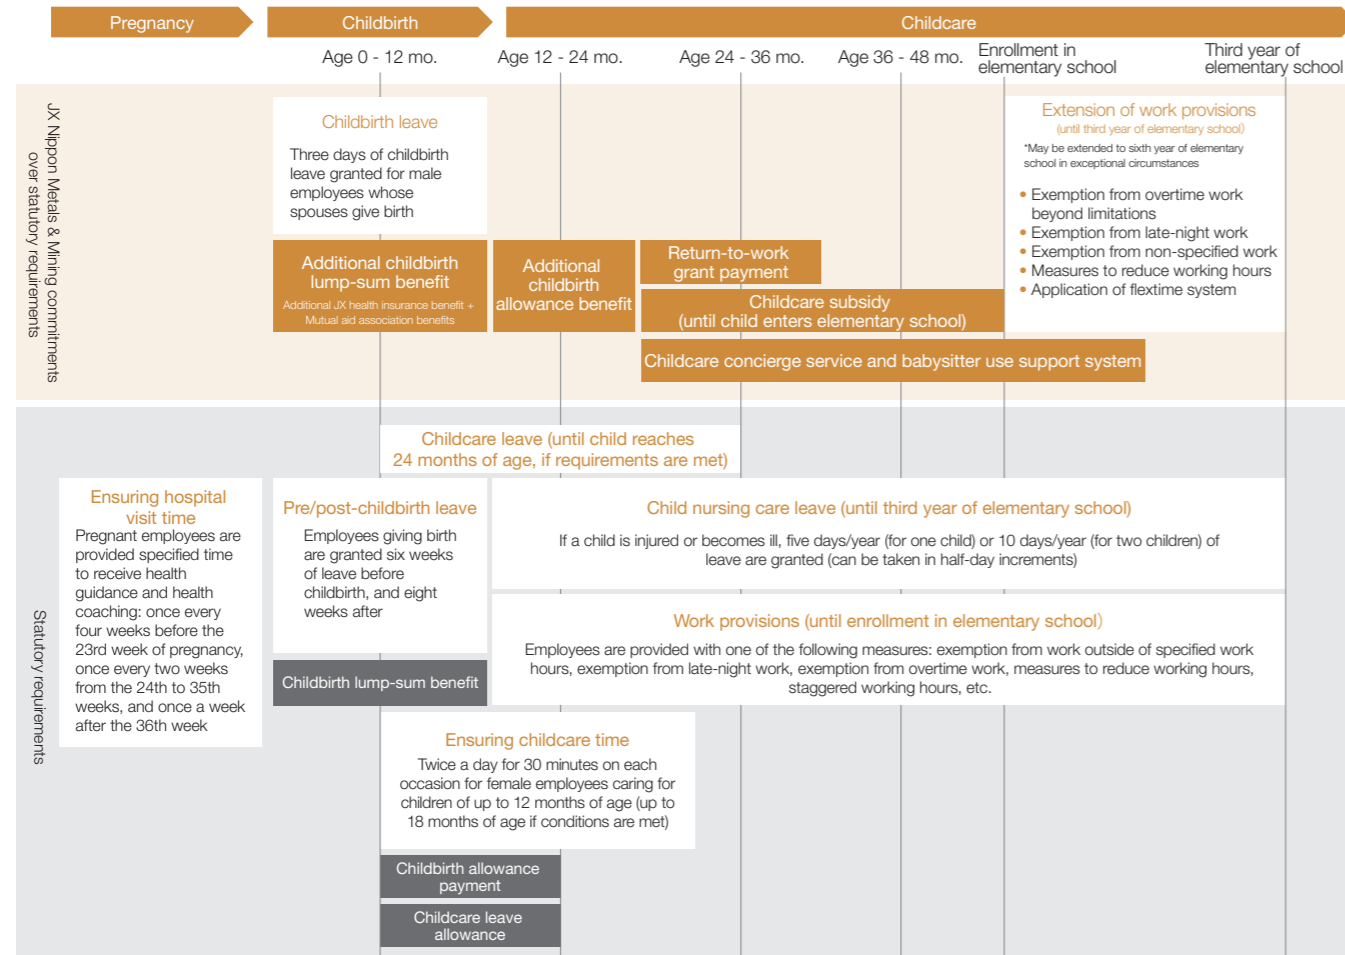 Pregnancy
Childbirth
Childcare
Age 0 - 12 mo.
Age 12 - 24 mo.
Age 24 - 36 mo.
Age 36 - 48 mo.
Enrollment in
elementary school
Third year of
elementary school
JX Nippon Metals & Mining commitments
over statutory requirements
Childbirth leave
Three days of childbirth
leave granted for male
employees whose
spouses give birth
Additional childbirth
lump-sum benefit
Additional JX health insurance benefit +
Mutual aid association benefits
Additional
childbirth
allowance benefit
Return-to-work
grant payment
Childcare subsidy
(until child enters elementary school)
Childcare concierge service and babysitter use support system
Extension of work provisions
(until third year of elementary school)
*May be extended to sixth year of elementary
school in exceptional circumstances
• Exemption from overtime work
beyond limitations
• Exemption from late-night work
• Exemption from non-specified work
• Measures to reduce working hours
• Application of flextime system
Statutory requirements
Childcare leave (until child reaches
24 months of age, if requirements are met)
Ensuring hospital
visit time
Pregnant employees are
provided specified time
to receive health
guidance and health
coaching: once every
four weeks before the
23rd week of pregnancy,
once every two weeks
from the 24th to 35th
weeks, and once a week
after the 36th week
Pre/post-childbirth leave
Employees giving birth
are granted six weeks
of leave before
childbirth, and eight
weeks after
Childbirth lump-sum benefit
Child nursing care leave (until third year of elementary school)
If a child is injured or becomes ill, five days/year (for one child) or 10 days/year (for two children) of
leave are granted (can be taken in half-day increments)
Work provisions (until enrollment in elementary school)
Employees are provided with one of the following measures: exemption from work outside of specified work
hours, exemption from late-night work, exemption from overtime work, measures to reduce working hours,
staggered working hours, etc.
Ensuring childcare time
Twice a day for 30 minutes on each
occasion for female employees caring for
children of up to 12 months of age (up to
18 months of age if conditions are met)
Childbirth allowance
payment
Childcare leave
allowance